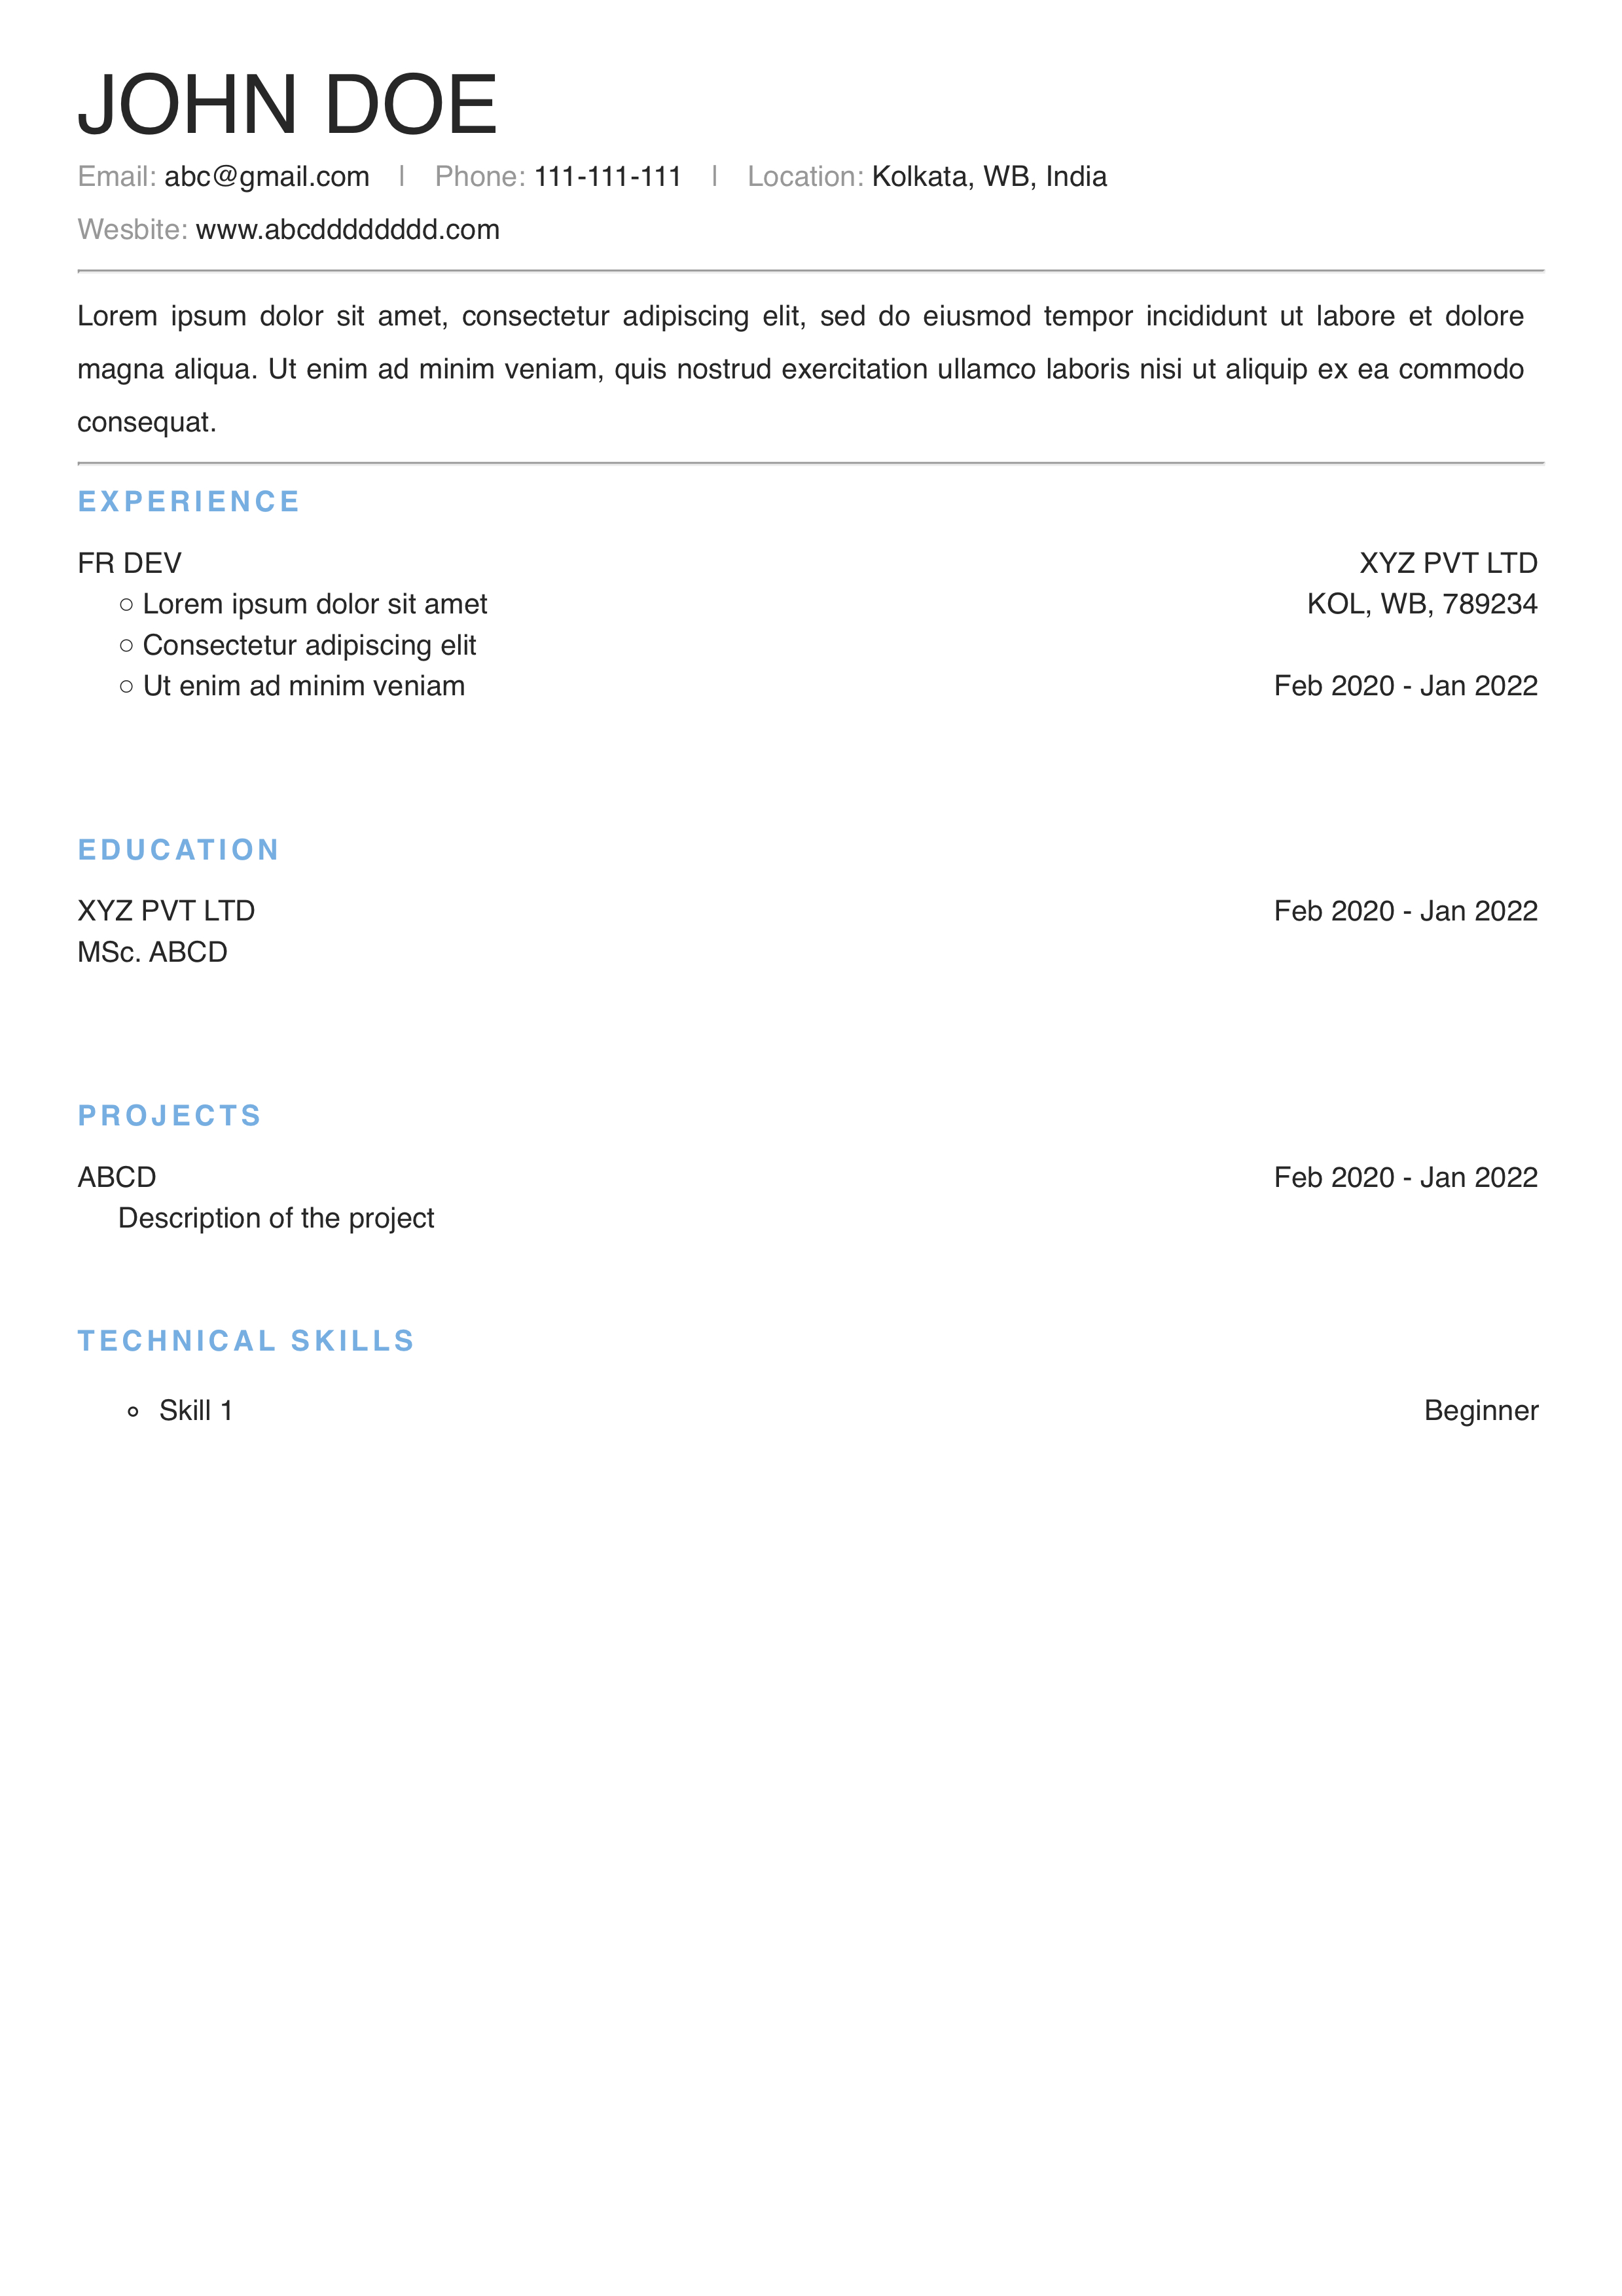 JOHN DOE
Email: abc@gmail.com | Phone: 111-111-111 | Location: Kolkata, WB, India
Wesbite: www.abcddddddddd.com
Lorem ipsum dolor sit amet, consectetur adipiscing elit, sed do eiusmod tempor incididunt ut labore et dolore
magna aliqua. Ut enim ad minim veniam, quis nostrud exercitation ullamco laboris nisi ut aliquip ex ea commodo
consequat.
EXPERIENCE
FR DEV XYZ PVT LTD
○ Lorem ipsum dolor sit amet KOL, WB, 789234
○ Consectetur adipiscing elit
○ Ut enim ad minim veniam Feb 2020 - Jan 2022
EDUCATION
XYZ PVT LTD Feb 2020 - Jan 2022
MSc. ABCD
PROJECTS
ABCD Feb 2020 - Jan 2022
Description of the project
TECHNICAL SKILLS
○ Skill 1 Beginner